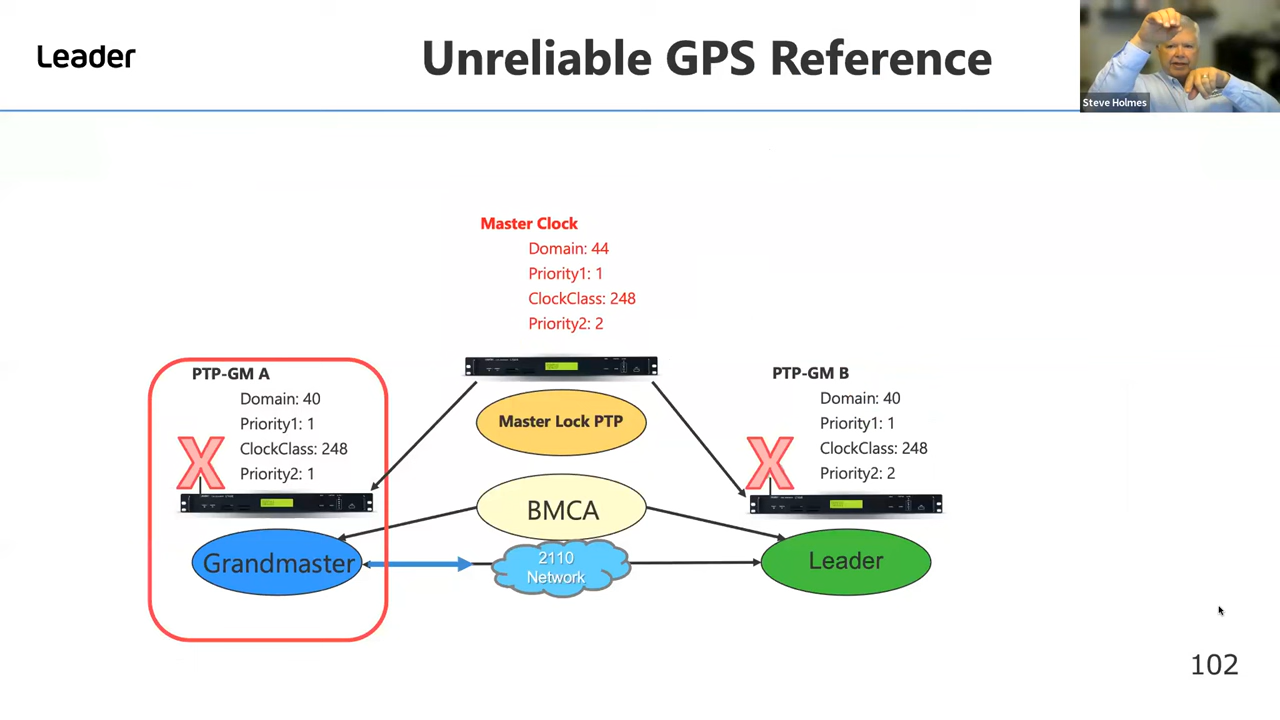 Leader
Unreliable GPS Reference
Steve Holmes
Master Clock
Domain: 44
Priority1: 1
ClockClass: 248
Priority2: 2
PTP-GM A
Domain: 40
Priority1: 1
ClockClass: 248
Priority2: 1
X
Master Lock PTP
PTP-GM B
Domain: 40
Priority1: 1
ClockClass: 248
Priority2: 2
X
BMCA
Grandmaster
2110
Network
Leader
102